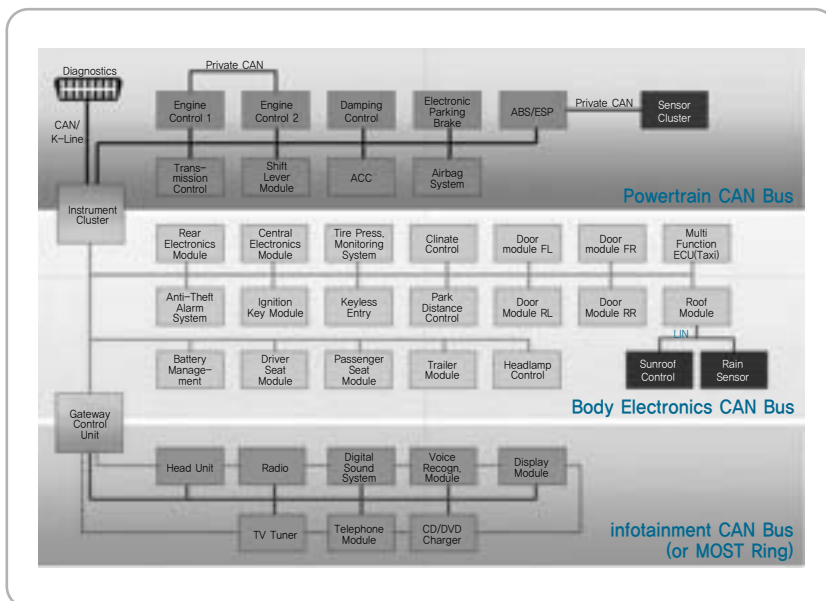 Diagnostics
Private CAN
CAN/
K-Line
Engine
Control 1
Engine
Control 2
Damping
Control
Electronic
Parking
Brake
ABS/ESP
Private CAN
Sensor
Cluster
Trans-
mission
Control
Shift
Lever
Module
ACC
Airbag
System
Powertrain CAN Bus
Instrument
Cluster
Rear
Electronics
Module
Central
Electronics
Module
Tire Press,
Monitoring
System
Climate
Control
Door
module FL
Door
module FR
Multi
Function
ECU(Taxi)
Anti-Theft
Alarm
System
Ignition
Key Module
Keyless
Entry
Park
Distance
Control
Door
Module RL
Door
Module RR
Roof
Module
LIN
Battery
Manage-
ment
Driver
Seat
Module
Passenger
Seat
Module
Trailer
Module
Headlamp
Control
Sunroof
Control
Rain
Sensor
Body Electronics CAN Bus
Gateway
Control
Unit
Head Unit
Radio
Digital
Sound
System
Voice
Recogn,
Module
Display
Module
TV Tuner
Telephone
Module
CD/DVD
Charger
infotainment CAN Bus
(or MOST Ring)